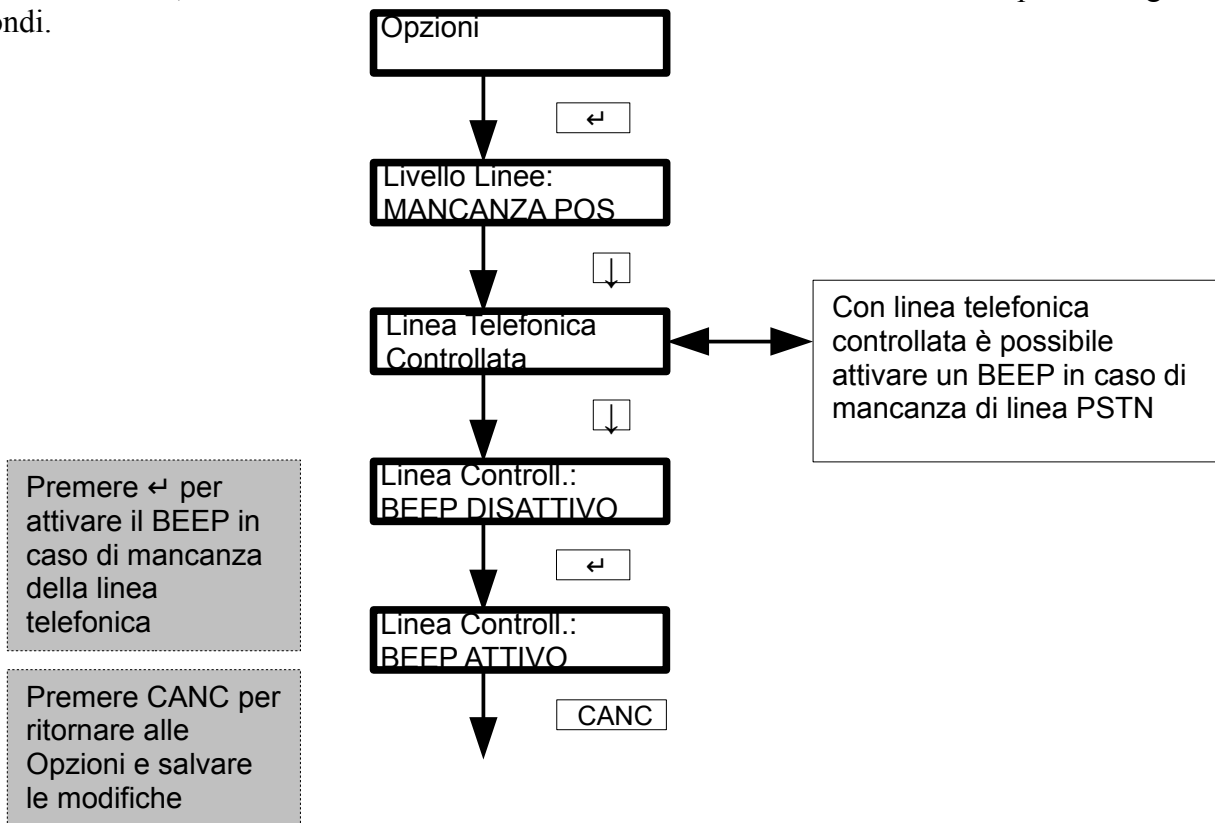 ondi.
Opzioni
↵
Livello Linee:
MANCANZA POS
↓
Linea Telefonica
Controllata
Con linea telefonica
controllata è possibile
attivare un BEEP in caso di
mancanza di linea PSTN
↓
Linea Controll.:
BEEP DISATTIVO
Premere ↵ per
attivare il BEEP in
caso di mancanza
della linea
telefonica
↵
Linea Controll.:
BEEP ATTIVO
Premere CANC per
ritornare alle
Opzioni e salvare
le modifiche
CANC